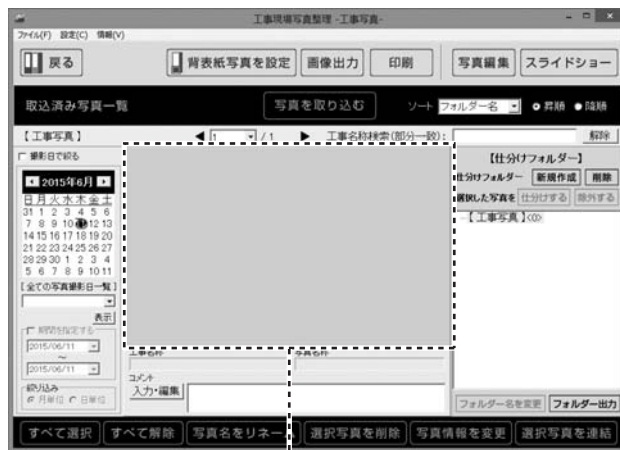 工事現場写真整理 -工事写真-
ファイル(F) 設定(C) 情報(V)
戻る 背表紙写真を設定 画像出力 印刷 写真編集 スライドショー
取込済み写真一覧 写真を取り込む ソート フォルダー名 昇順 降順
【工事写真】 1 / 1 工事名称検索(部分一致): 解除
撮影日で絞る
2015年6月
日 月 火 水 木 金 土
31 1 2 3 4 5 6
7 8 9 10 11 12 13
14 15 16 17 18 19 20
21 22 23 24 25 26 27
28 29 30 1 2 3 4
5 6 7 8 9 10 11
【全ての写真撮影日一覧】
表示
期間を指定する
2015/06/11
～
2015/06/11
絞り込み
月単位 日単位
工事名称 写真名称
コメント
入力・編集
【仕分けフォルダー】
仕分けフォルダー 新規作成 削除
選択した写真を 仕分けする 除外する
【工事写真】<0>
フォルダー名を変更 フォルダー出力
すべて選択 すべて解除 写真名をリネーム 選択写真を削除 写真情報を変更 選択写真を連結